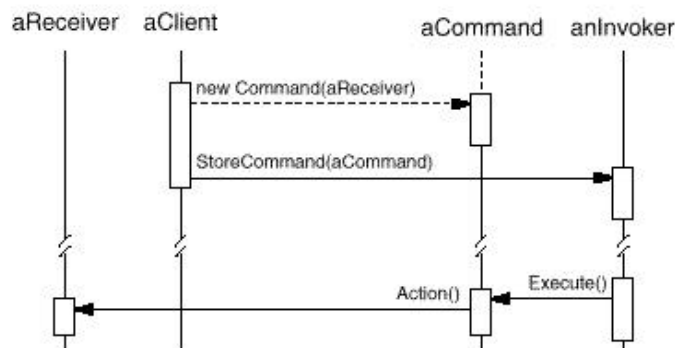 aReceiver aClient aCommand anInvoker
new Command(aReceiver)
StoreCommand(aCommand)
Action() Execute()